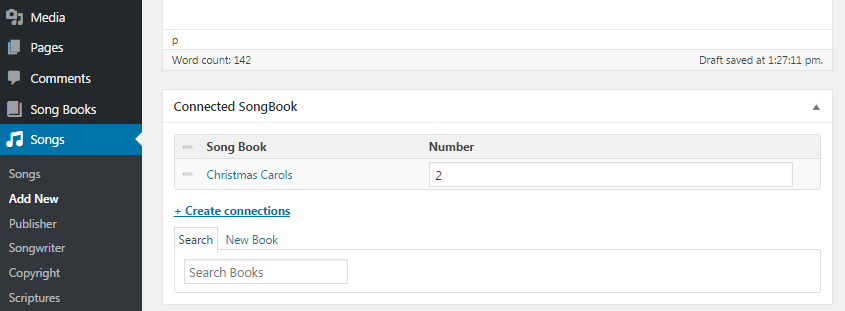 Media
Pages
Comments
Song Books
Songs
Songs
Add New
Publisher
Songwriter
Copyright
Scriptures
p
Word count: 142
Draft saved at 1:27:11 pm.
Connected SongBook
Song Book
Number
Christmas Carols
2
+ Create connections
Search
New Book
Search Books